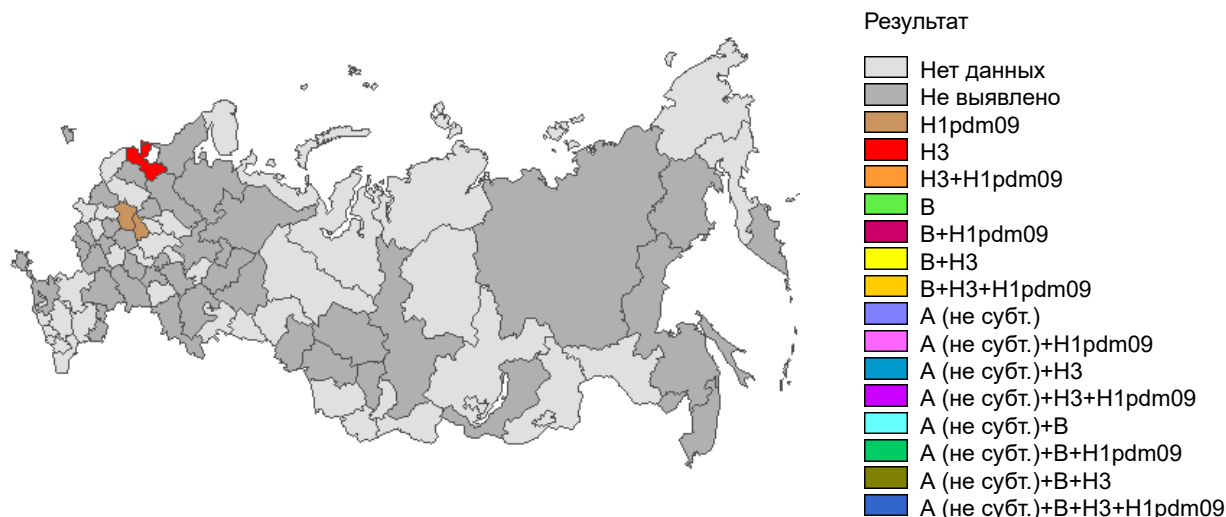 Результат
Нет данных
Не выявлено
H1pdm09
H3
H3+H1pdm09
B
B+H1pdm09
B+H3
B+H3+H1pdm09
A (не субт.)
A (не субт.)+H1pdm09
A (не субт.)+H3
A (не субт.)+H3+H1pdm09
A (не субт.)+B
A (не субт.)+B+H1pdm09
A (не субт.)+B+H3
A (не субт.)+B+H3+H1pdm09